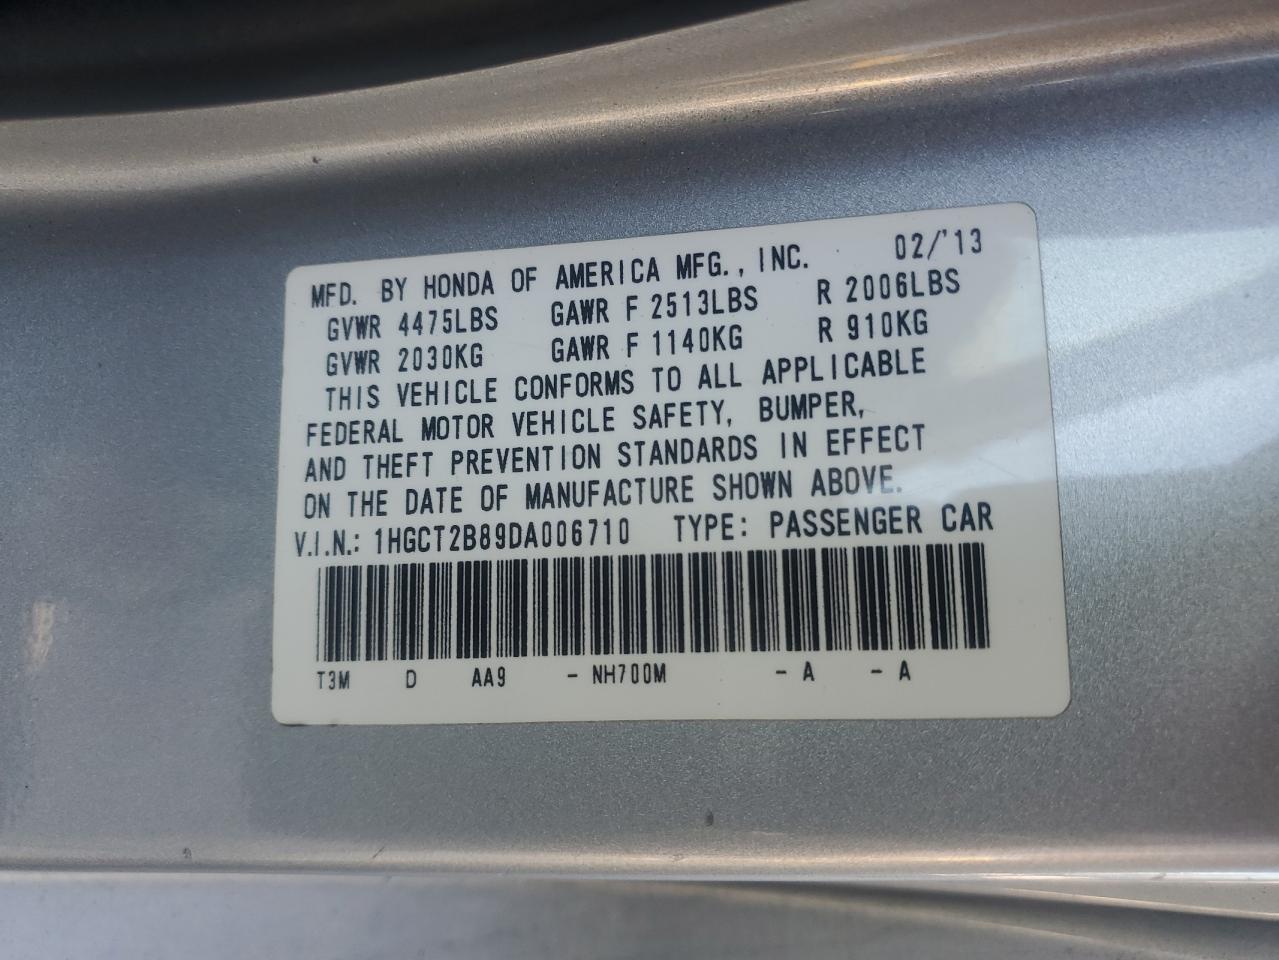 MFD. BY HONDA OF AMERICA MFG., INC. 02/'13
GVWR 4475LBS GAWR F 2513LBS R 2006LBS
GVWR 2030KG GAWR F 1140KG R 910KG
THIS VEHICLE CONFORMS TO ALL APPLICABLE
FEDERAL MOTOR VEHICLE SAFETY, BUMPER,
AND THEFT PREVENTION STANDARDS IN EFFECT
ON THE DATE OF MANUFACTURE SHOWN ABOVE.
V.I.N.: 1HGCT2B89DA006710 TYPE: PASSENGER CAR
T3M D AA9 - NH700M - A - A